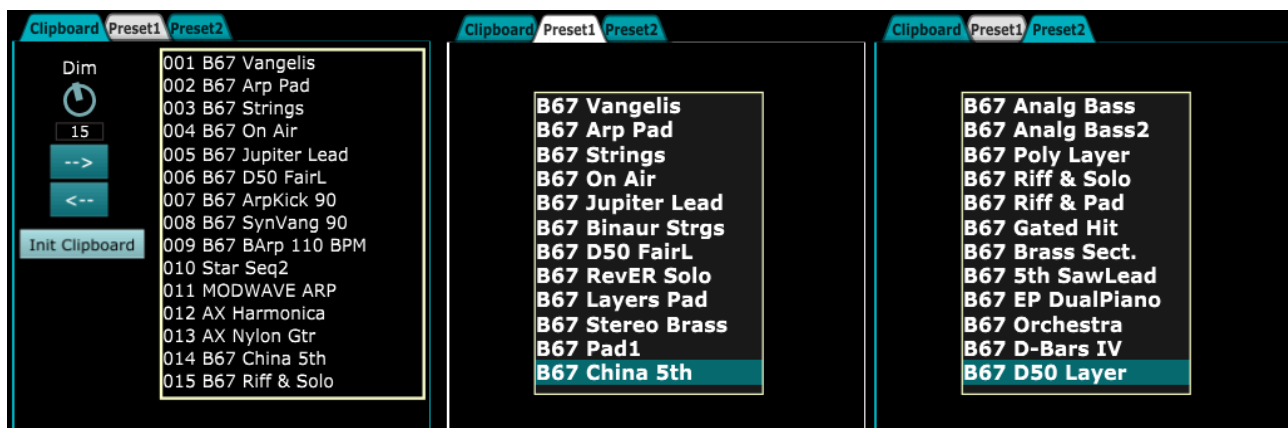 Clipboard Preset1 Preset2
Dim
15
-->
<--
Init Clipboard
001 B67 Vangelis
002 B67 Arp Pad
003 B67 Strings
004 B67 On Air
005 B67 Jupiter Lead
006 B67 D50 FairL
007 B67 ArpKick 90
008 B67 SynVang 90
009 B67 BArp 110 BPM
010 Star Seq2
011 MODWAVE ARP
012 AX Harmonica
013 AX Nylon Gtr
014 B67 China 5th
015 B67 Riff & Solo
Clipboard Preset1 Preset2
B67 Vangelis
B67 Arp Pad
B67 Strings
B67 On Air
B67 Jupiter Lead
B67 Binaur Strgs
B67 D50 FairL
B67 RevER Solo
B67 Layers Pad
B67 Stereo Brass
B67 Pad1
B67 China 5th
Clipboard Preset1 Preset2
B67 Analg Bass
B67 Analg Bass2
B67 Poly Layer
B67 Riff & Solo
B67 Riff & Pad
B67 Gated Hit
B67 Brass Sect.
B67 5th SawLead
B67 EP DualPiano
B67 Orchestra
B67 D-Bars IV
B67 D50 Layer